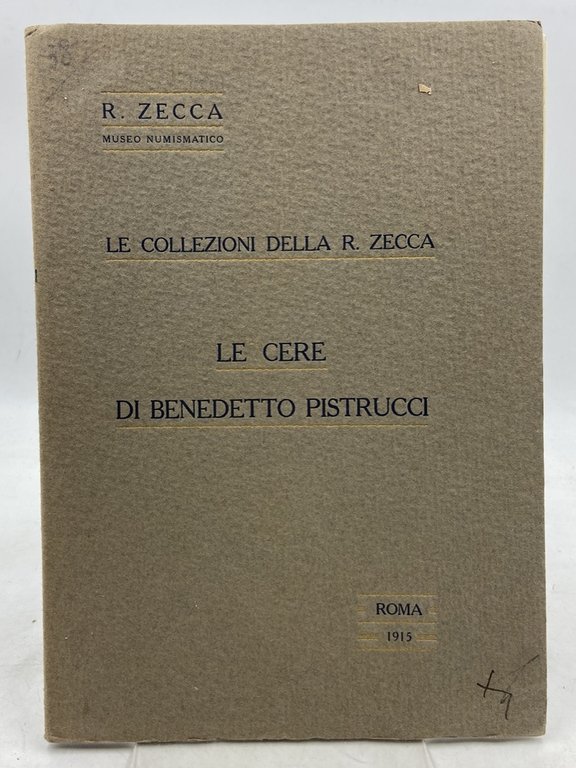 R. ZECCA
MUSEO NUMISMATICO
LE COLLEZIONI DELLA R. ZECCA
LE CERE
DI BENEDETTO PISTRUCCI
ROMA
1915